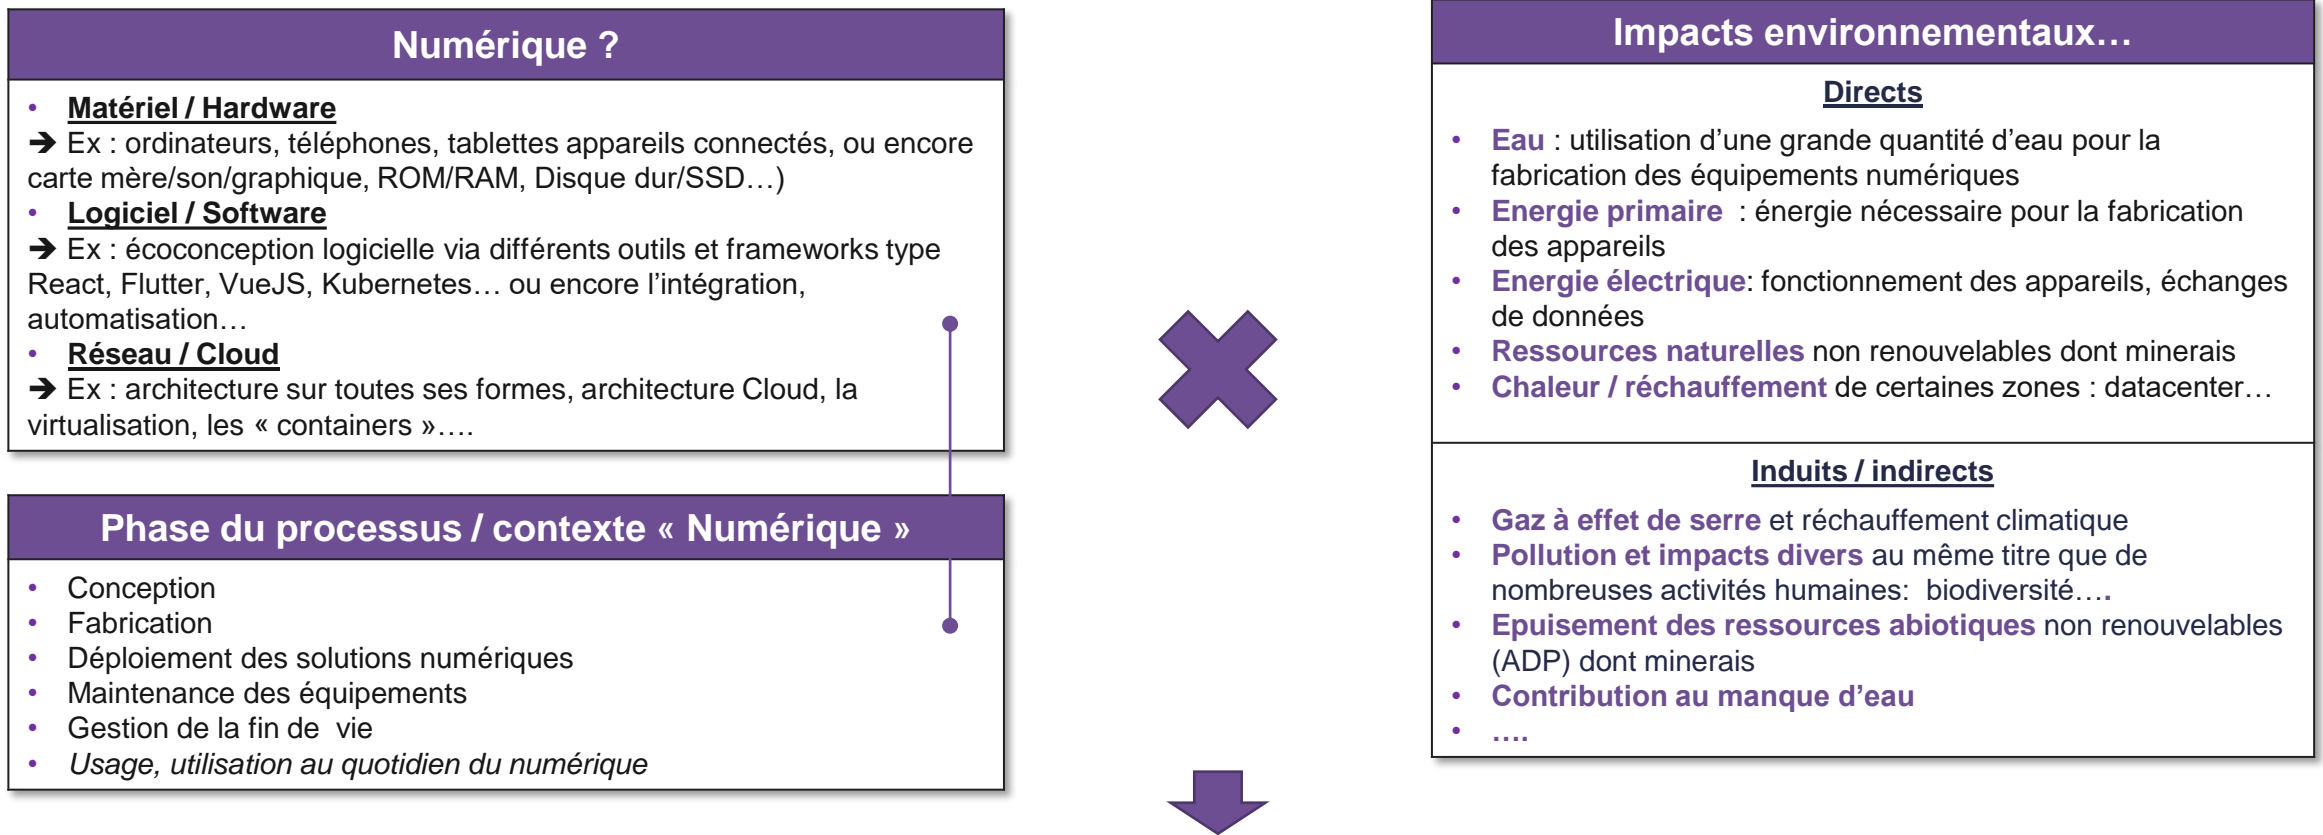 Numérique ?
• Matériel / Hardware
➔ Ex : ordinateurs, téléphones, tablettes appareils connectés, ou encore
carte mère/son/graphique, ROM/RAM, Disque dur/SSD…)
• Logiciel / Software
➔ Ex : écoconception logicielle via différents outils et frameworks type
React, Flutter, VueJS, Kubernetes… ou encore l’intégration,
automatisation…
• Réseau / Cloud
➔ Ex : architecture sur toutes ses formes, architecture Cloud, la
virtualisation, les « containers »….
Phase du processus / contexte « Numérique »
• Conception
• Fabrication
• Déploiement des solutions numériques
• Maintenance des équipements
• Gestion de la fin de vie
• Usage, utilisation au quotidien du numérique
Impacts environnementaux…
Directs
• Eau : utilisation d’une grande quantité d’eau pour la
fabrication des équipements numériques
• Energie primaire : énergie nécessaire pour la fabrication
des appareils
• Energie électrique: fonctionnement des appareils, échanges
de données
• Ressources naturelles non renouvelables dont minerais
• Chaleur / réchauffement de certaines zones : datacenter…
Induits / indirects
• Gaz à effet de serre et réchauffement climatique
• Pollution et impacts divers au même titre que de
nombreuses activités humaines: biodiversité….
• Epuisement des ressources abiotiques non renouvelables
(ADP) dont minerais
• Contribution au manque d’eau
• ….